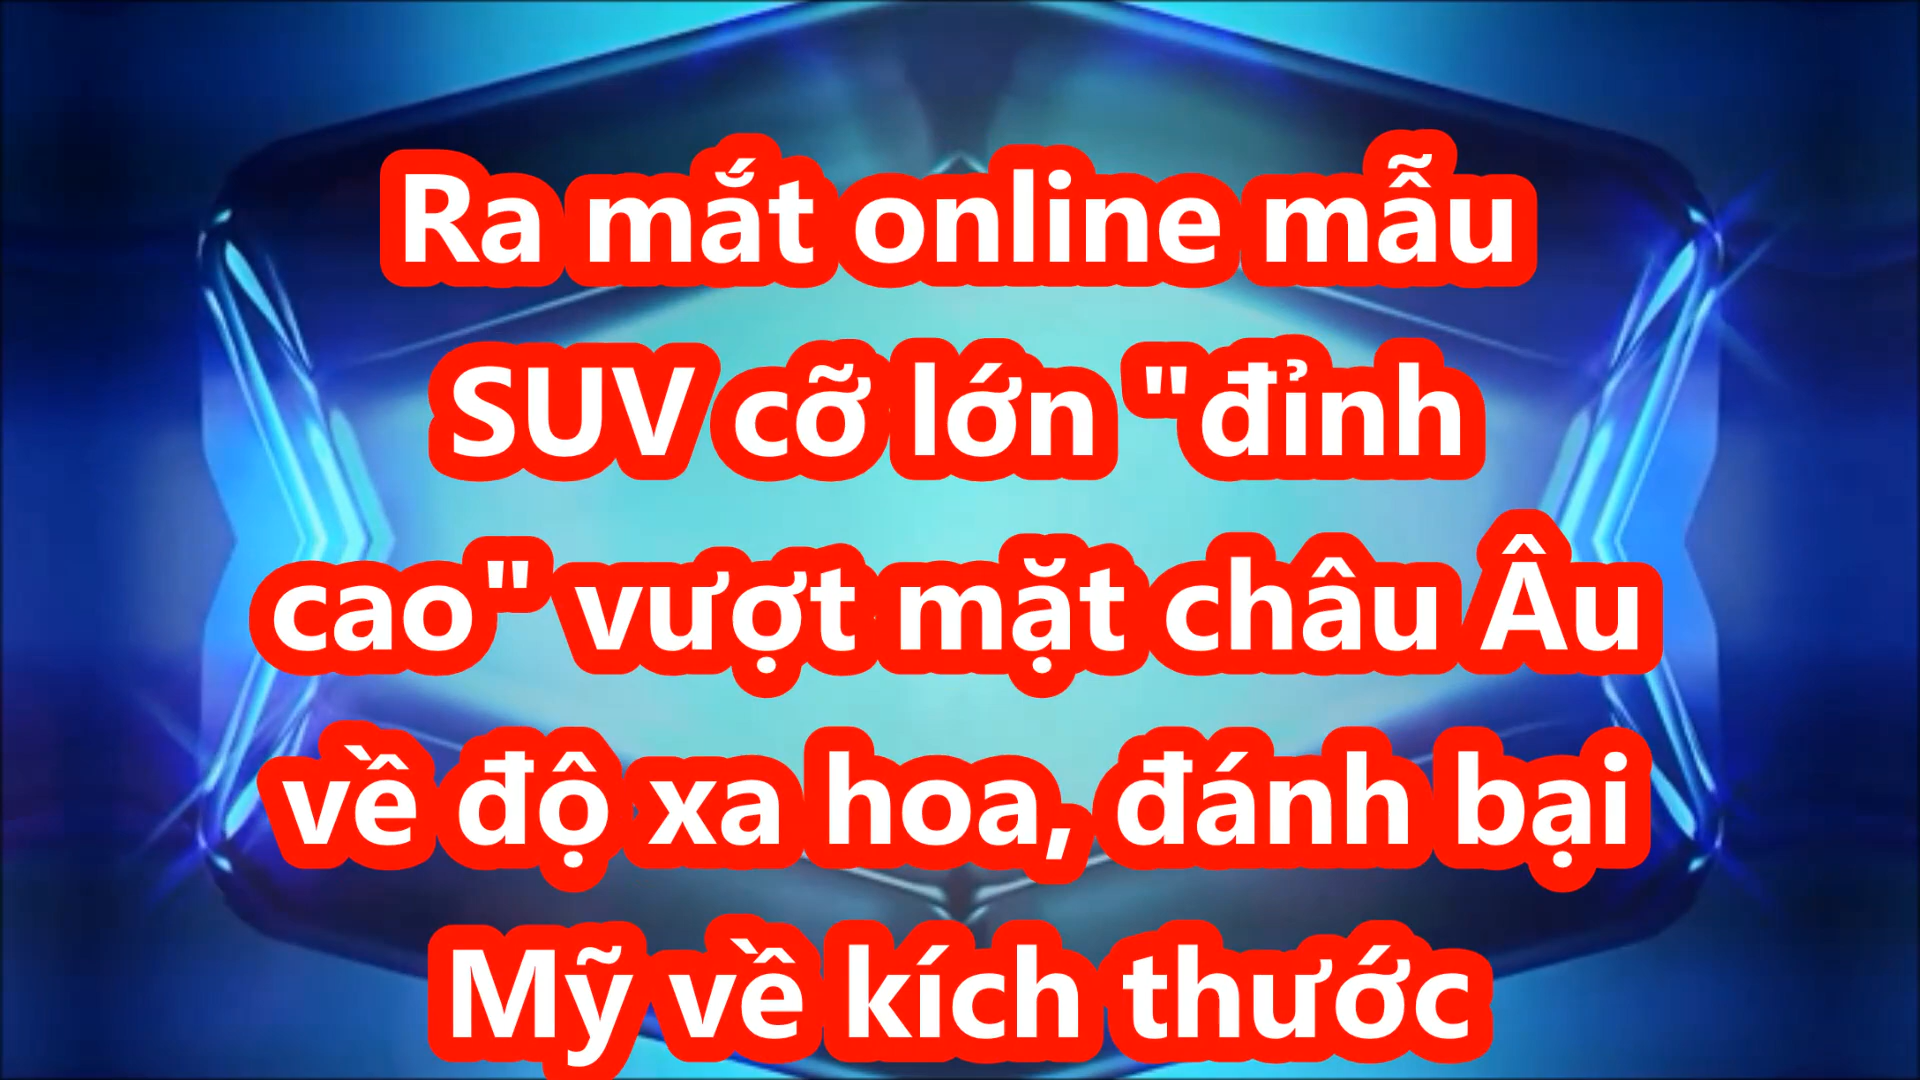 Ra mắt online mẫu
SUV cỡ lớn "đỉnh
cao" vượt mặt châu Âu
về độ xa hoa, đánh bại
Mỹ về kích thước